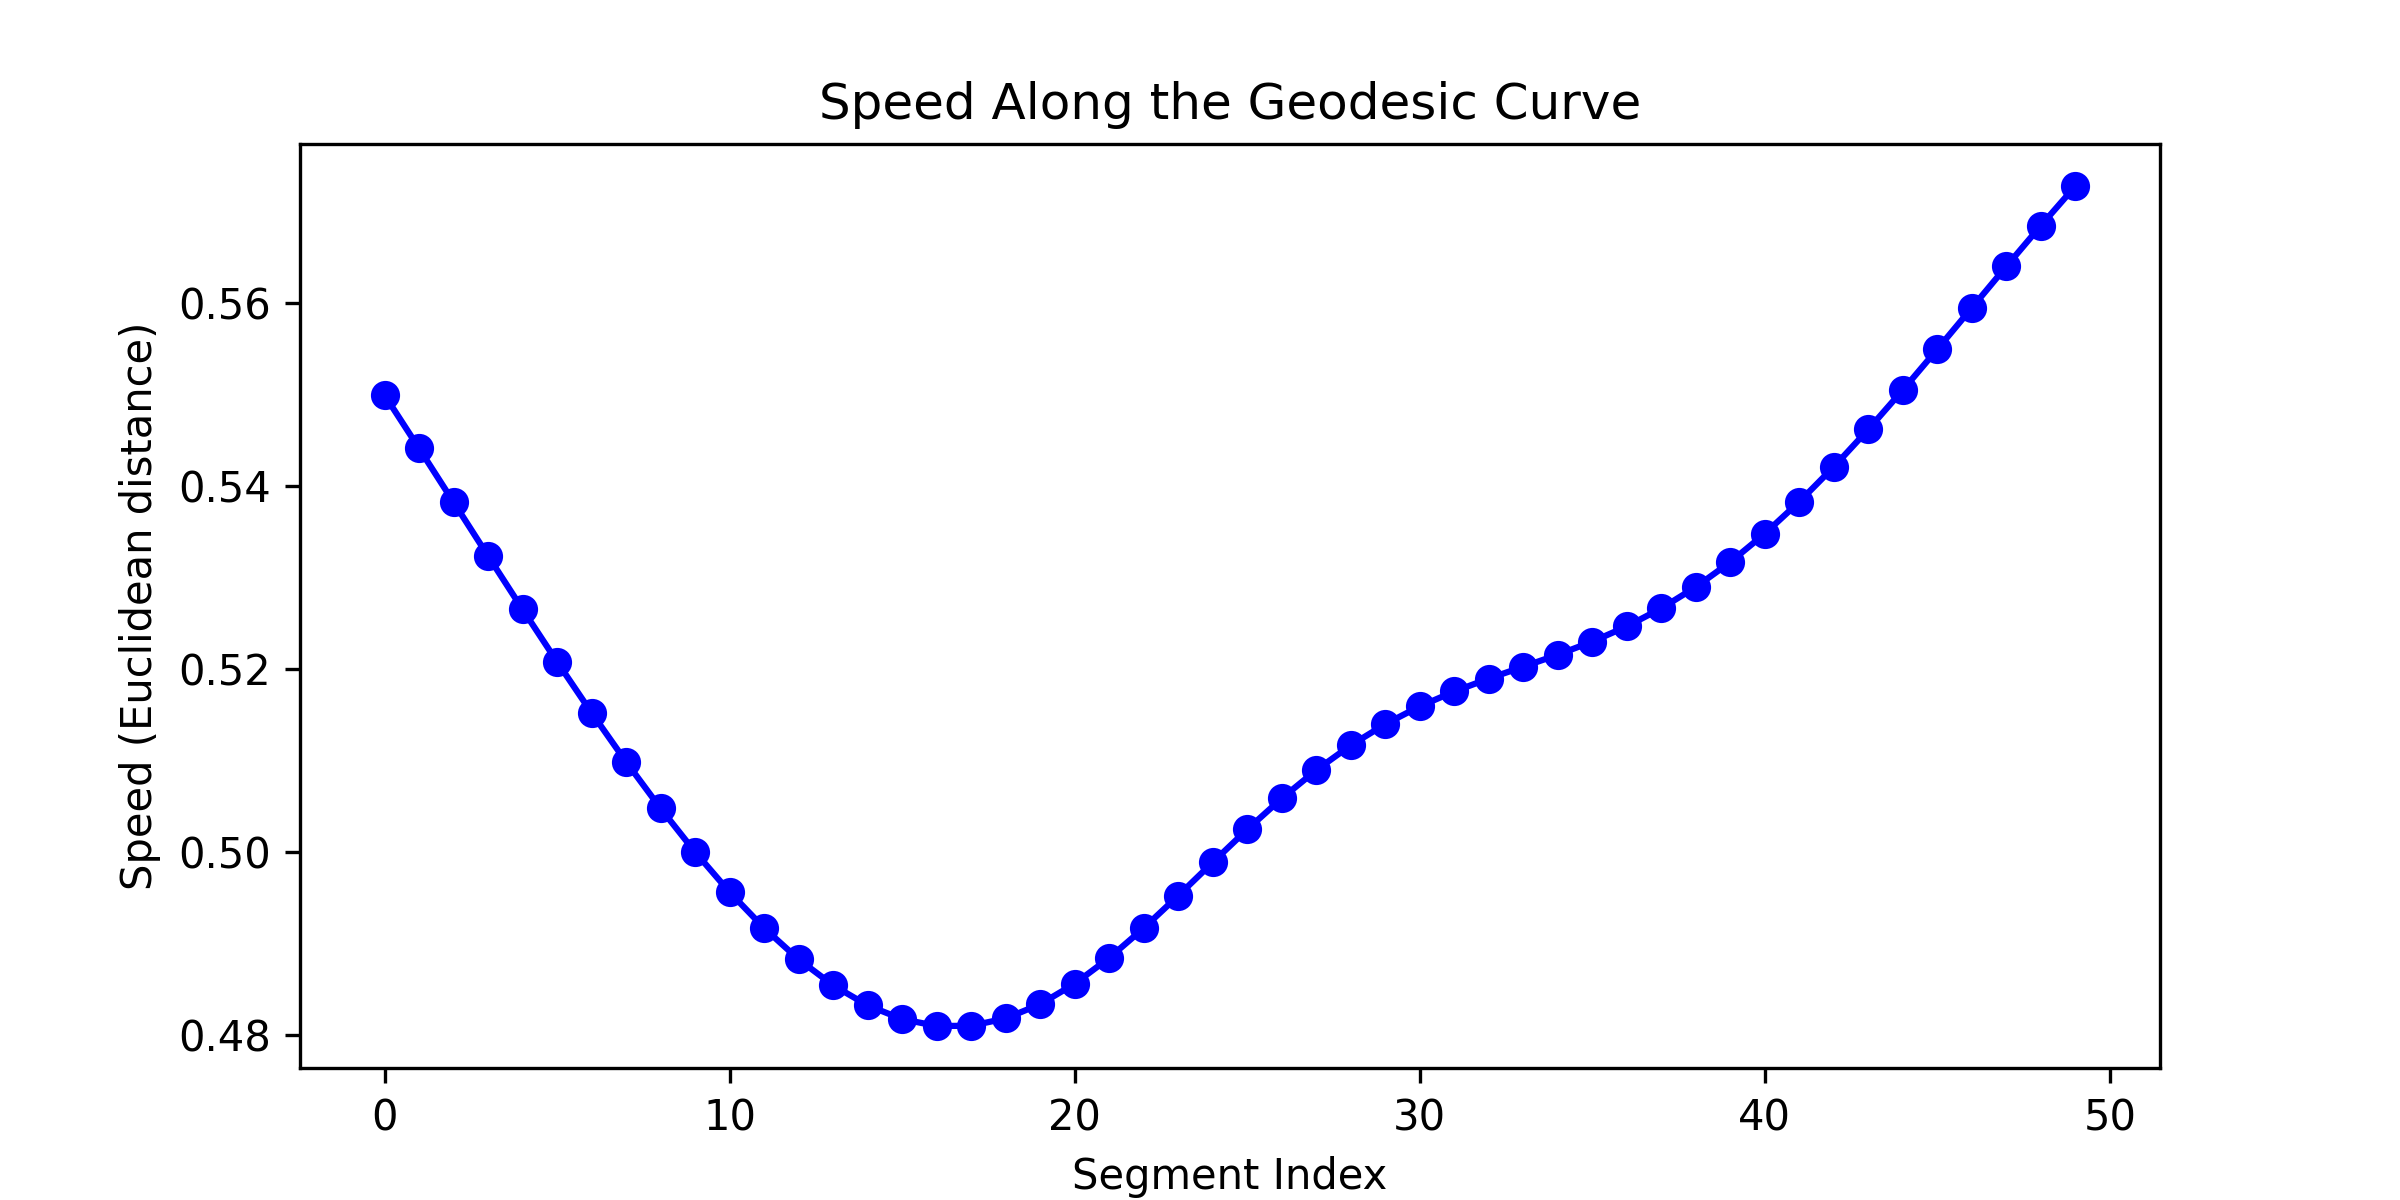 Speed Along the Geodesic Curve
Speed (Euclidean distance)
0.56
0.54
0.52
0.50
0.48
0 10 20 30 40 50
Segment Index